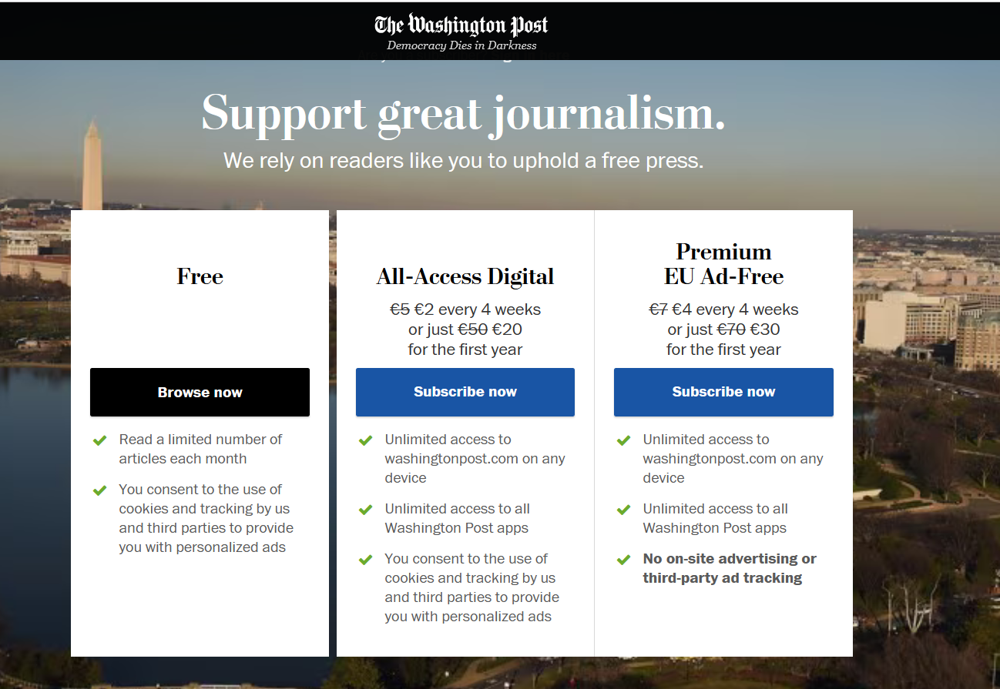 The Washington Post
Democracy Dies in Darkness
Support great journalism.
We rely on readers like you to uphold a free press.
Free
Browse now
Read a limited number of
articles each month
You consent to the use of
cookies and tracking by us
and third parties to provide
you with personalized ads
All-Access Digital
€5 €2 every 4 weeks
or just €50 €20
for the first year
Subscribe now
Unlimited access to
washingtonpost.com on any
device
Unlimited access to all
Washington Post apps
You consent to the use of
cookies and tracking by us
and third parties to provide
you with personalized ads
Premium
EU Ad-Free
€7 €4 every 4 weeks
or just €70 €30
for the first year
Subscribe now
Unlimited access to
washingtonpost.com on any
device
Unlimited access to all
Washington Post apps
No on-site advertising or
third-party ad tracking